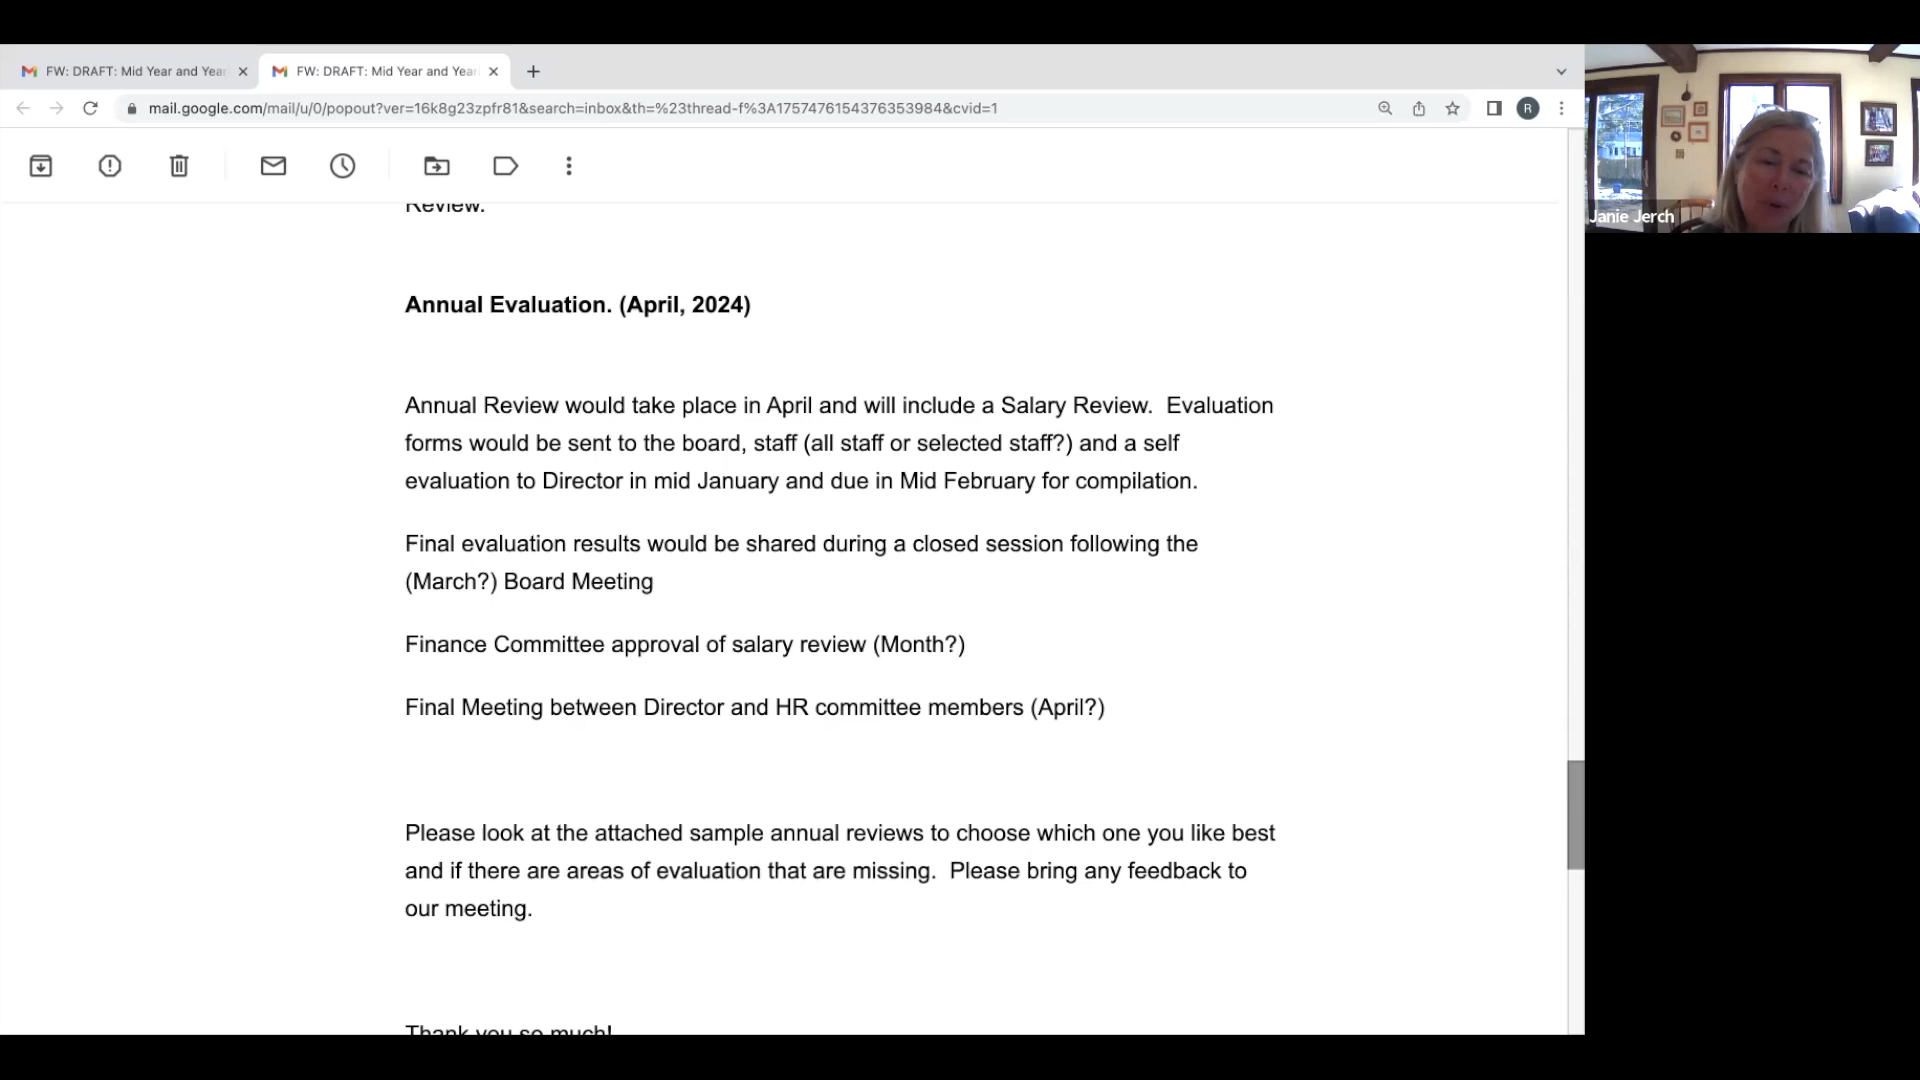 FW: DRAFT: Mid Year and Year
FW: DRAFT: Mid Year and Year
mail.google.com/mail/u/0/popout?ver=16k8g23zpfr81&search=inbox&th=%23thread-f%3A1757476154376353984&cvid=1
R
Janie Jerch
Review.
Annual Evaluation. (April, 2024)
Annual Review would take place in April and will include a Salary Review. Evaluation
forms would be sent to the board, staff (all staff or selected staff?) and a self
evaluation to Director in mid January and due in Mid February for compilation.
Final evaluation results would be shared during a closed session following the
(March?) Board Meeting
Finance Committee approval of salary review (Month?)
Final Meeting between Director and HR committee members (April?)
Please look at the attached sample annual reviews to choose which one you like best
and if there are areas of evaluation that are missing. Please bring any feedback to
our meeting.
Thank you so much!